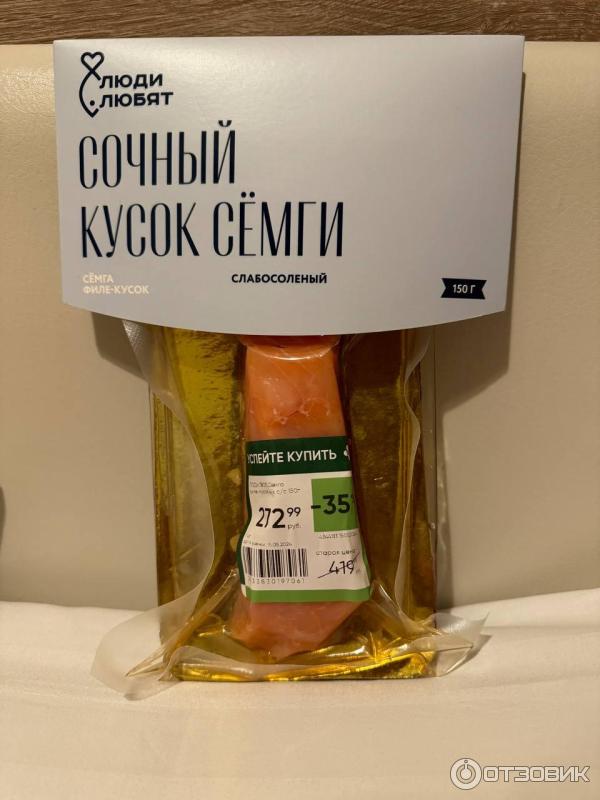 ЛЮДИ
ЛЮБЯТ
СОЧНЫЙ
КУСОК СЁМГИ
СЁМГА
ФИЛЕ-КУСОК
СЛАБОСОЛЕНЫЙ
150 Г
УСПЕЙТЕ КУПИТЬ
272 99
руб.
-35
старая цена
479
ОТЗОВИК